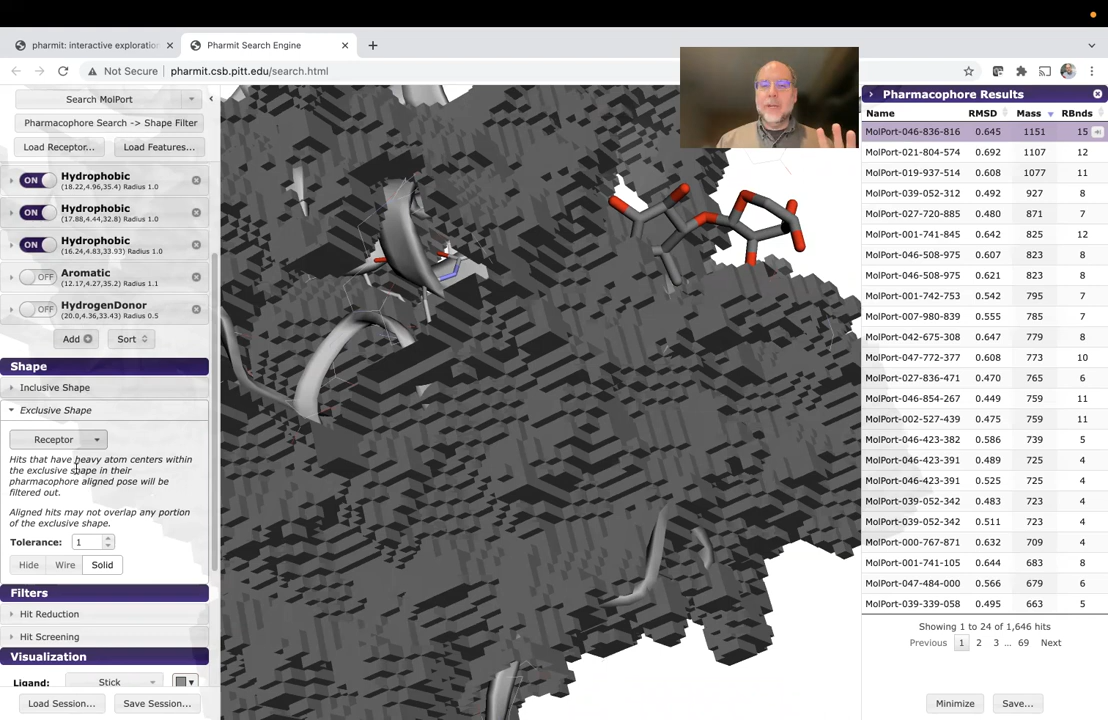 pharmit: interactive exploration
Pharmit Search Engine
Not Secure
pharmit.csb.pitt.edu/search.html
Search MolPort
Pharmacophore Search -> Shape Filter
Load Receptor...
Load Features...
ON
Hydrophobic
(18.22,4.96,35.4) Radius 1.0
ON
Hydrophobic
(17.88,4.44,32.8) Radius 1.0
ON
Hydrophobic
(16.24,4.83,33.93) Radius 1.0
OFF
Aromatic
(12.17,4.27,35.2) Radius 1.1
OFF
HydrogenDonor
(20.0,4.36,33.43) Radius 0.5
Add
Sort
Shape
Inclusive Shape
Exclusive Shape
Receptor
Hits that have heavy atom centers within
the exclusive shape in their
pharmacophore aligned pose will be
filtered out.
Aligned hits may not overlap any portion
of the exclusive shape.
Tolerance: 1
Hide Wire Solid
Filters
Hit Reduction
Hit Screening
Visualization
Ligand: Stick
Load Session...
Save Session...
Pharmacophore Results
Name RMSD Mass RBnds
MolPort-046-836-816 0.645 1151 15
MolPort-021-804-574 0.692 1107 12
MolPort-019-937-514 0.608 1077 11
MolPort-039-052-312 0.492 927 8
MolPort-027-720-885 0.480 871 7
MolPort-001-741-845 0.642 825 12
MolPort-046-508-975 0.607 823 8
MolPort-046-508-975 0.621 823 8
MolPort-001-742-753 0.542 795 7
MolPort-007-980-839 0.555 785 7
MolPort-042-675-308 0.647 779 8
MolPort-047-772-377 0.608 773 10
MolPort-027-836-471 0.470 765 6
MolPort-046-854-267 0.449 759 11
MolPort-002-527-439 0.475 759 11
MolPort-046-423-382 0.586 739 5
MolPort-046-423-391 0.489 725 4
MolPort-046-423-391 0.525 725 4
MolPort-039-052-342 0.483 723 4
MolPort-039-052-342 0.511 723 4
MolPort-000-767-871 0.632 709 4
MolPort-001-741-105 0.644 683 8
MolPort-047-484-000 0.566 679 6
MolPort-039-339-058 0.495 663 5
Showing 1 to 24 of 1,646 hits
Previous 1 2 3 ... 69 Next
Minimize
Save...